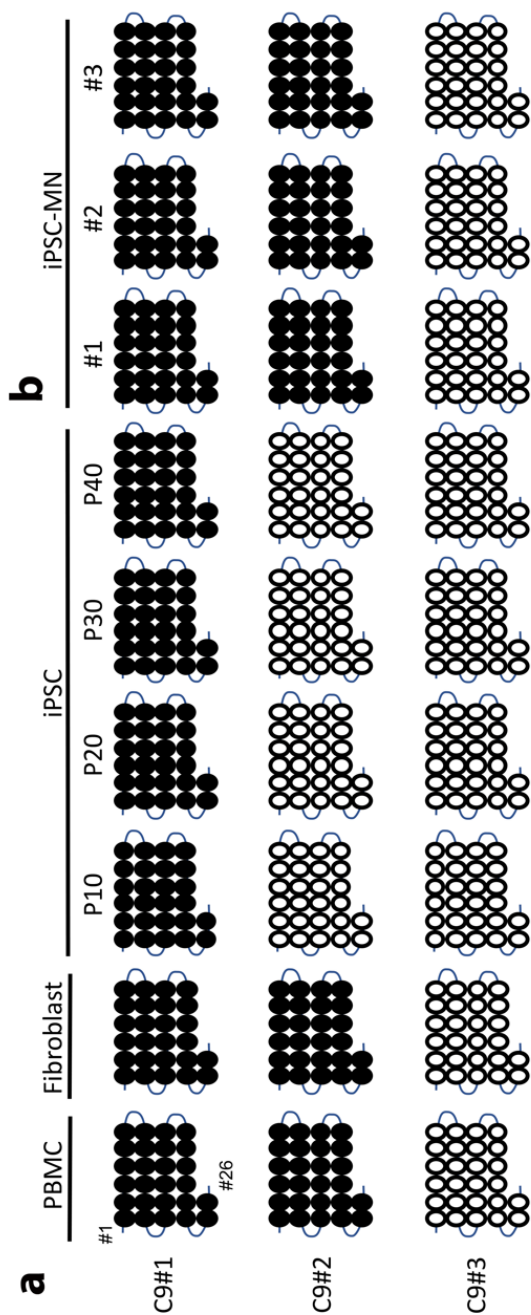 a
b
PBMC
Fibroblast
iPSC
iPSC-MN
P10
P20
P30
P40
#1
#2
#3
#1
#26
C9#1
C9#2
C9#3